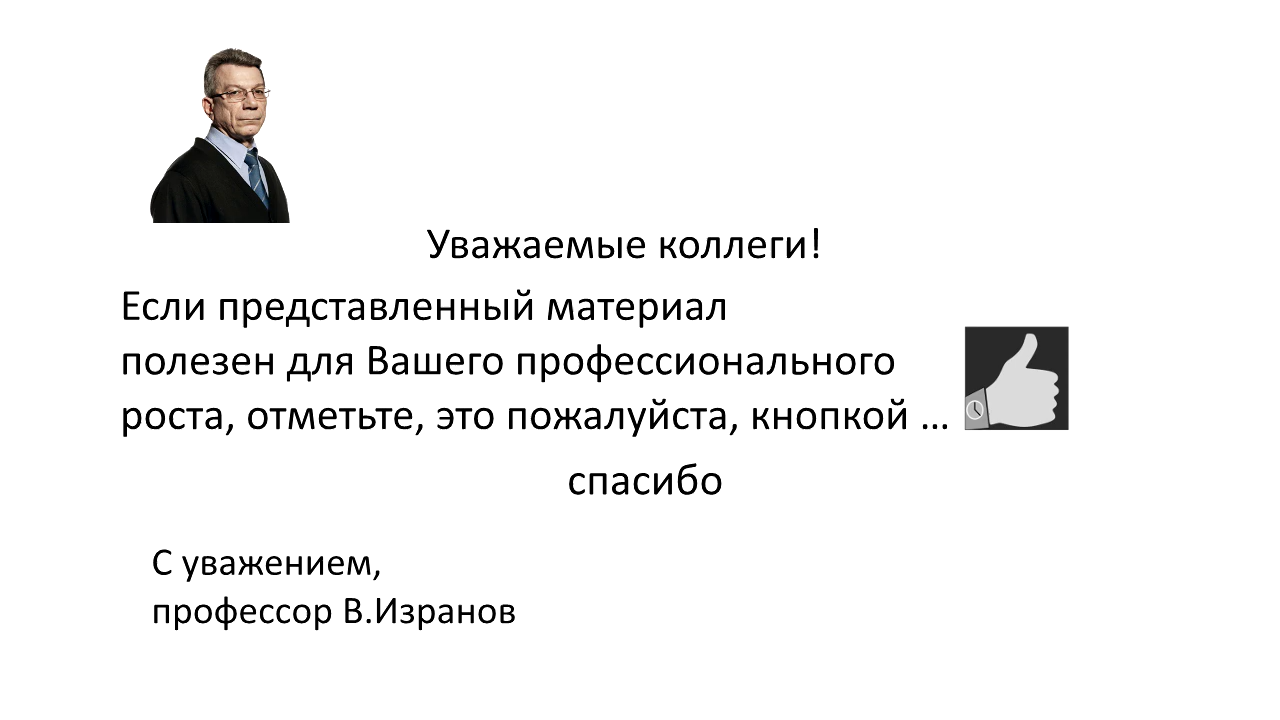 Уважаемые коллеги!
Если представленный материал
полезен для Вашего профессионального
роста, отметьте, это пожалуйста, кнопкой ...
спасибо
С уважением,
профессор В.Изранов